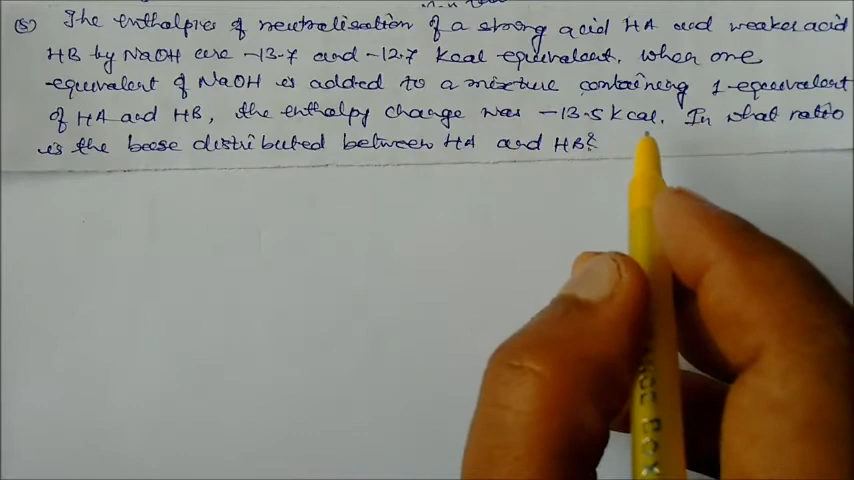 (5) The enthalpies of neutralisation of a strong acid HA and weaker acid
HB by NaOH are -13.7 and -12.7 Kcal equivalent. when one
equivalent of NaOH is added to a mixture containing 1-equivalent
of HA and HB, the enthalpy change was -13.5 kcal. In what ratio
is the base distributed between HA and HB?